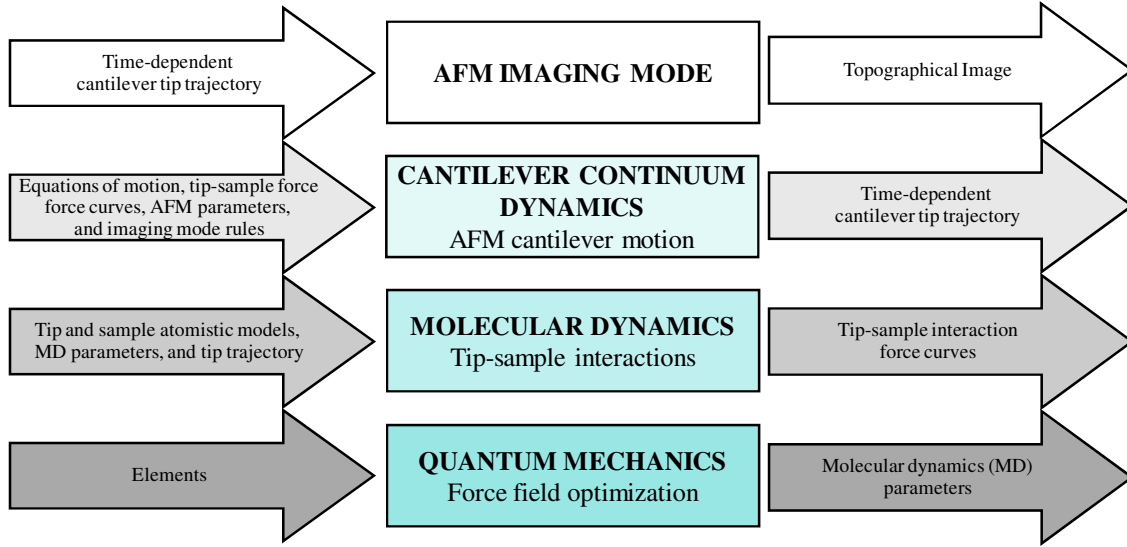 Time-dependent
cantilever tip trajectory
AFM IMAGING MODE
Topographical Image
Equations of motion, tip-sample force
force curves, AFM parameters,
and imaging mode rules
CANTILEVER CONTINUUM
DYNAMICS
AFM cantilever motion
Time-dependent
cantilever tip trajectory
Tip and sample atomistic models,
MD parameters, and tip trajectory
MOLECULAR DYNAMICS
Tip-sample interactions
Tip-sample interaction
force curves
Elements
QUANTUM MECHANICS
Force field optimization
Molecular dynamics (MD)
parameters